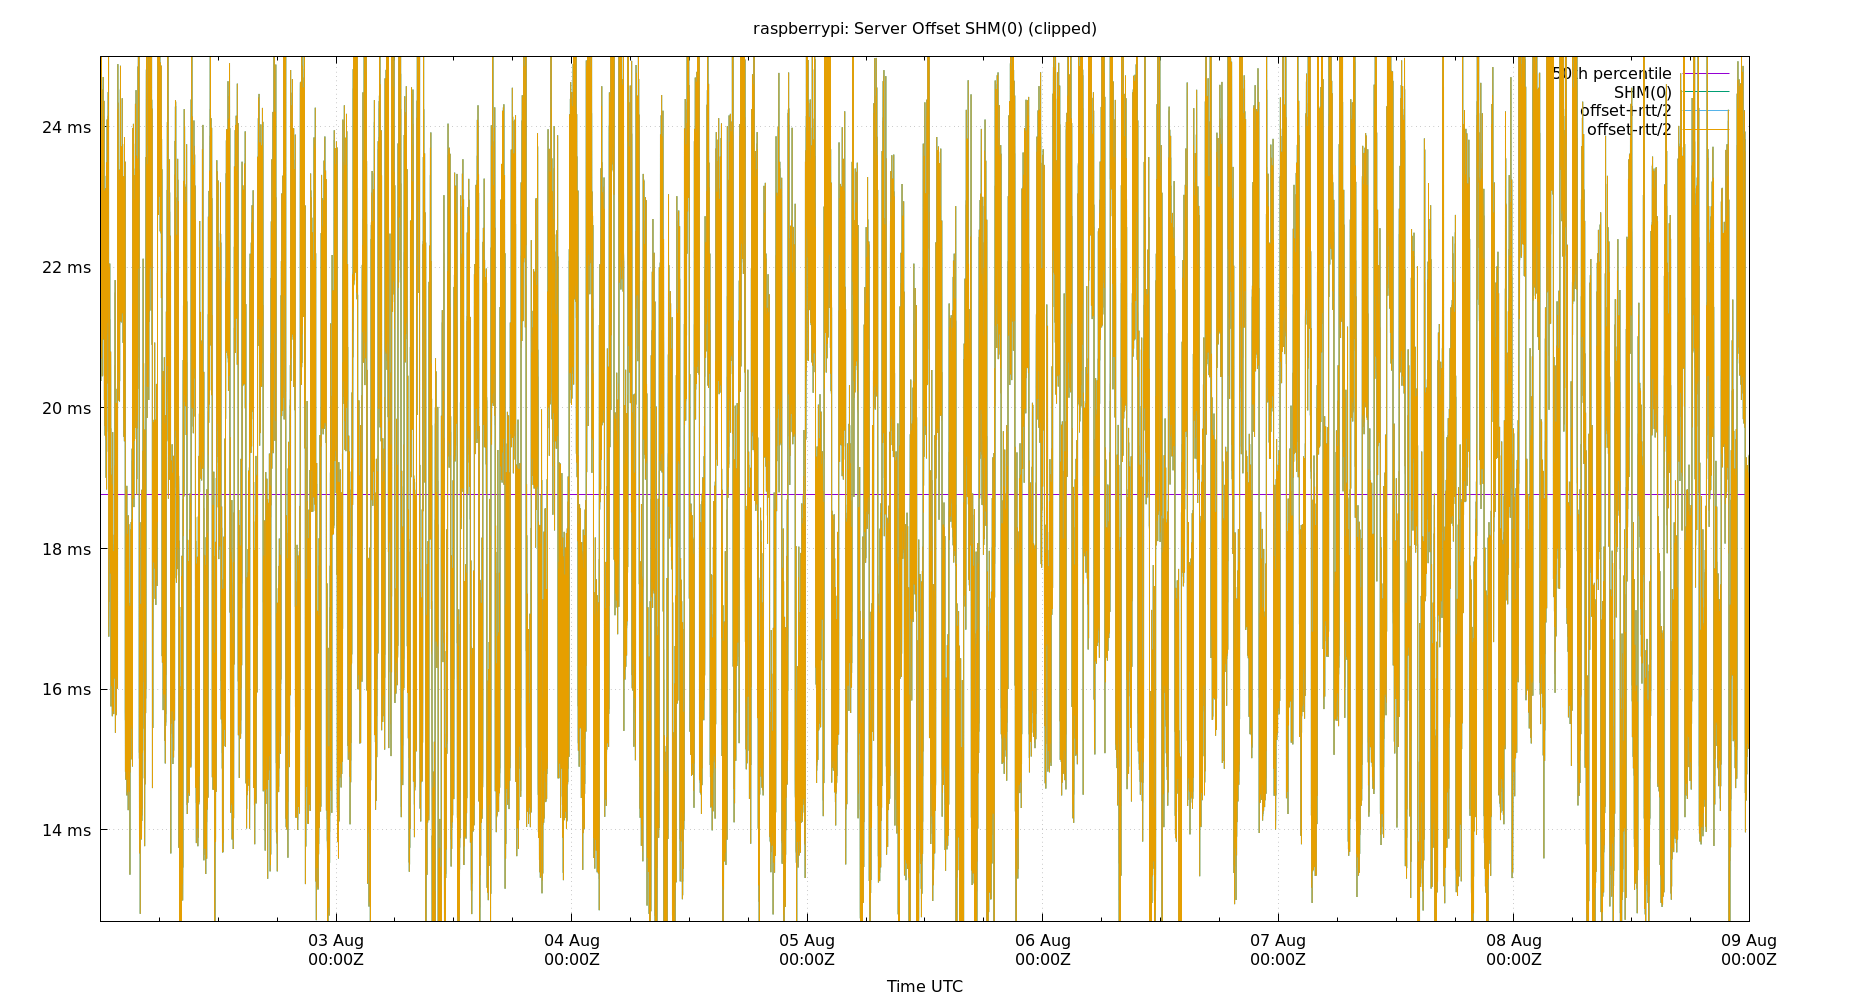 raspberrypi: Server Offset SHM(0) (clipped)
50th percentile
SHM(0)
offset+rtt/2
offset-rtt/2
24 ms
22 ms
20 ms
18 ms
16 ms
14 ms
03 Aug
00:00Z
04 Aug
00:00Z
05 Aug
00:00Z
06 Aug
00:00Z
07 Aug
00:00Z
08 Aug
00:00Z
09 Aug
00:00Z
Time UTC